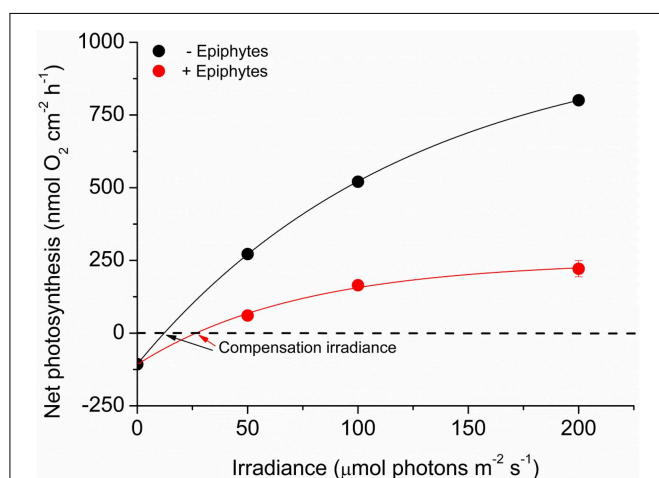 1000
750
500
250
0
-250
Net photosynthesis (nmol O₂ cm⁻² h⁻¹)
- Epiphytes
+ Epiphytes
Compensation irradiance
0 50 100 150 200
Irradiance (μmol photons m⁻² s⁻¹)